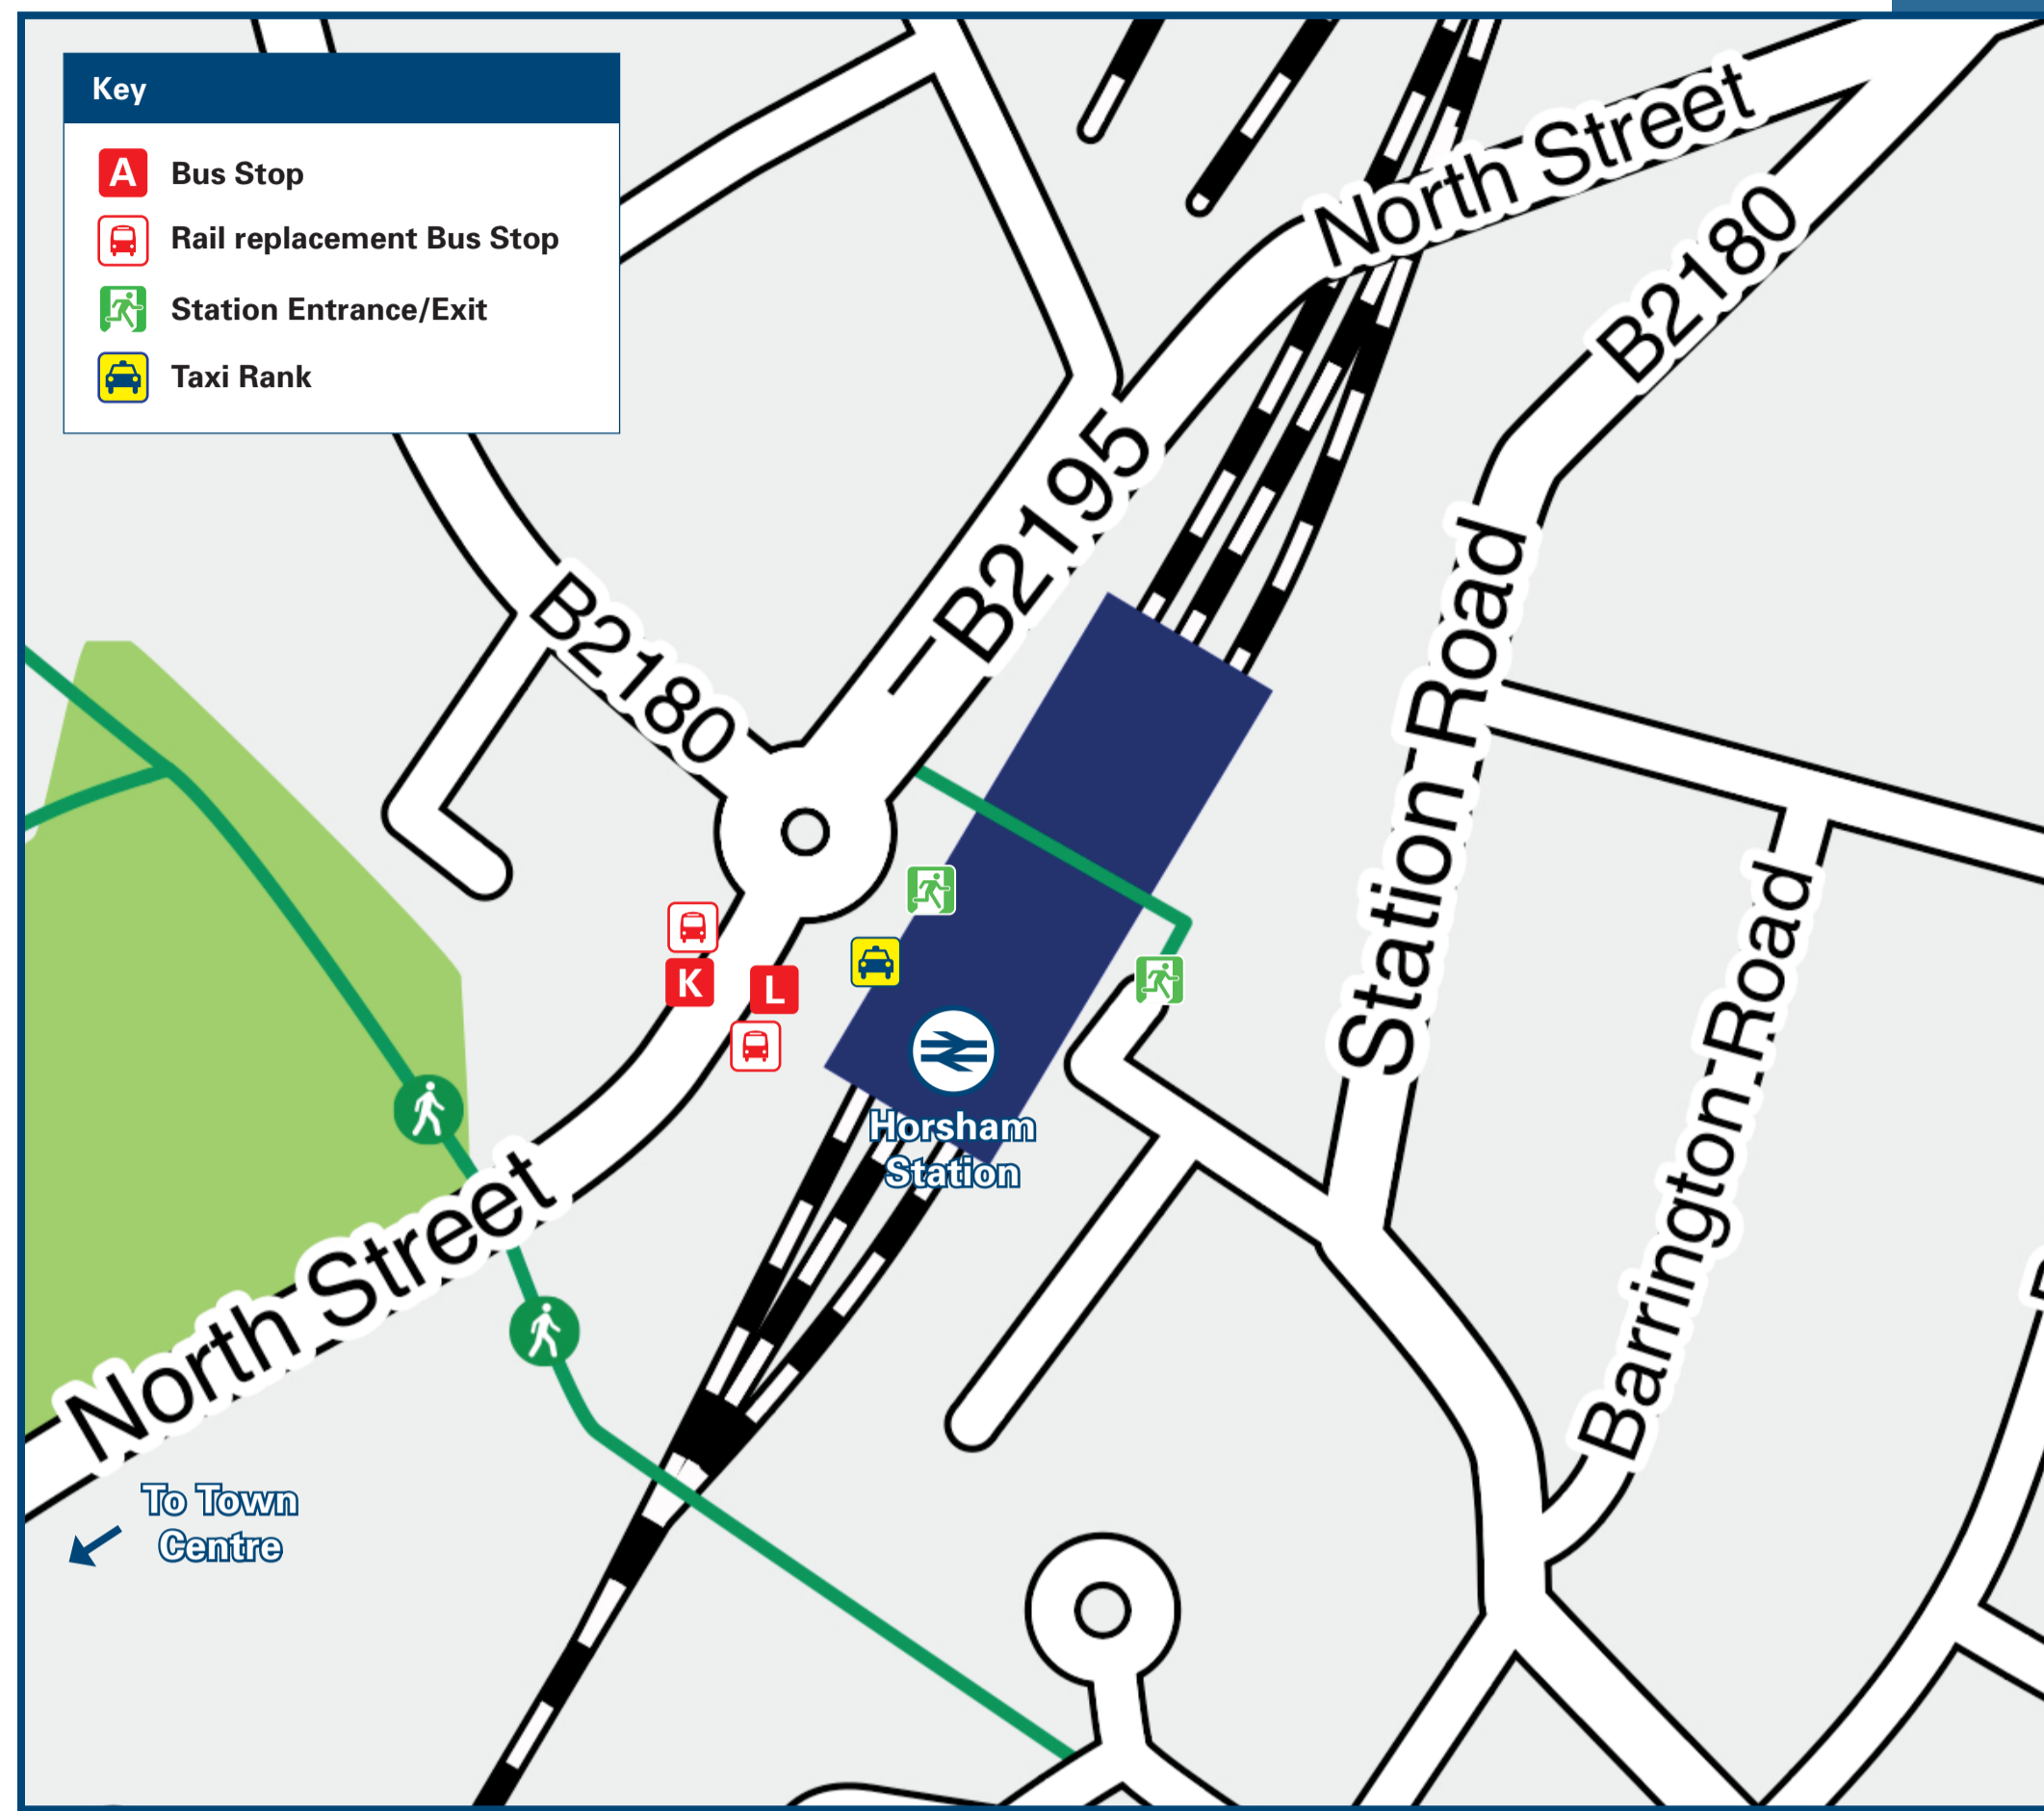 Key
A
Bus Stop
Rail replacement Bus Stop
Station Entrance/Exit
Taxi Rank
North Street
B2180
B2195
B2180
Station Road
Barrington Road
K
L
Horsham
Station
North Street
To Town
Centre